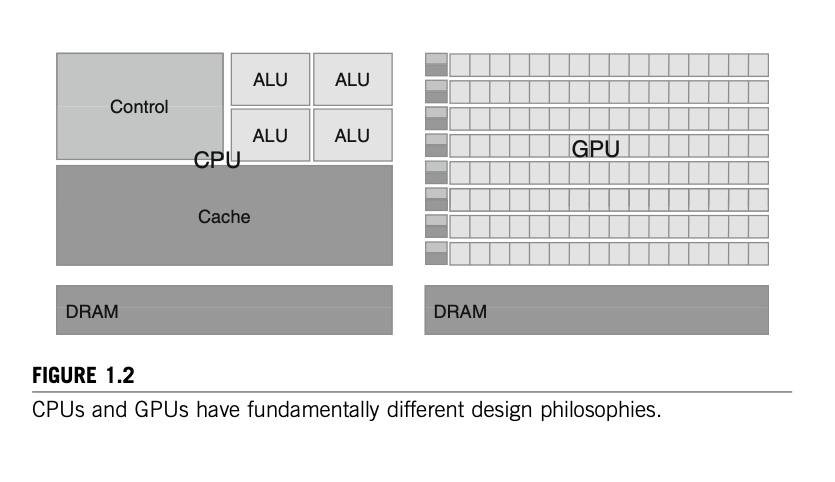 Control
ALU
ALU
ALU
ALU
CPU
Cache
DRAM
GPU
DRAM
FIGURE 1.2
CPUs and GPUs have fundamentally different design philosophies.